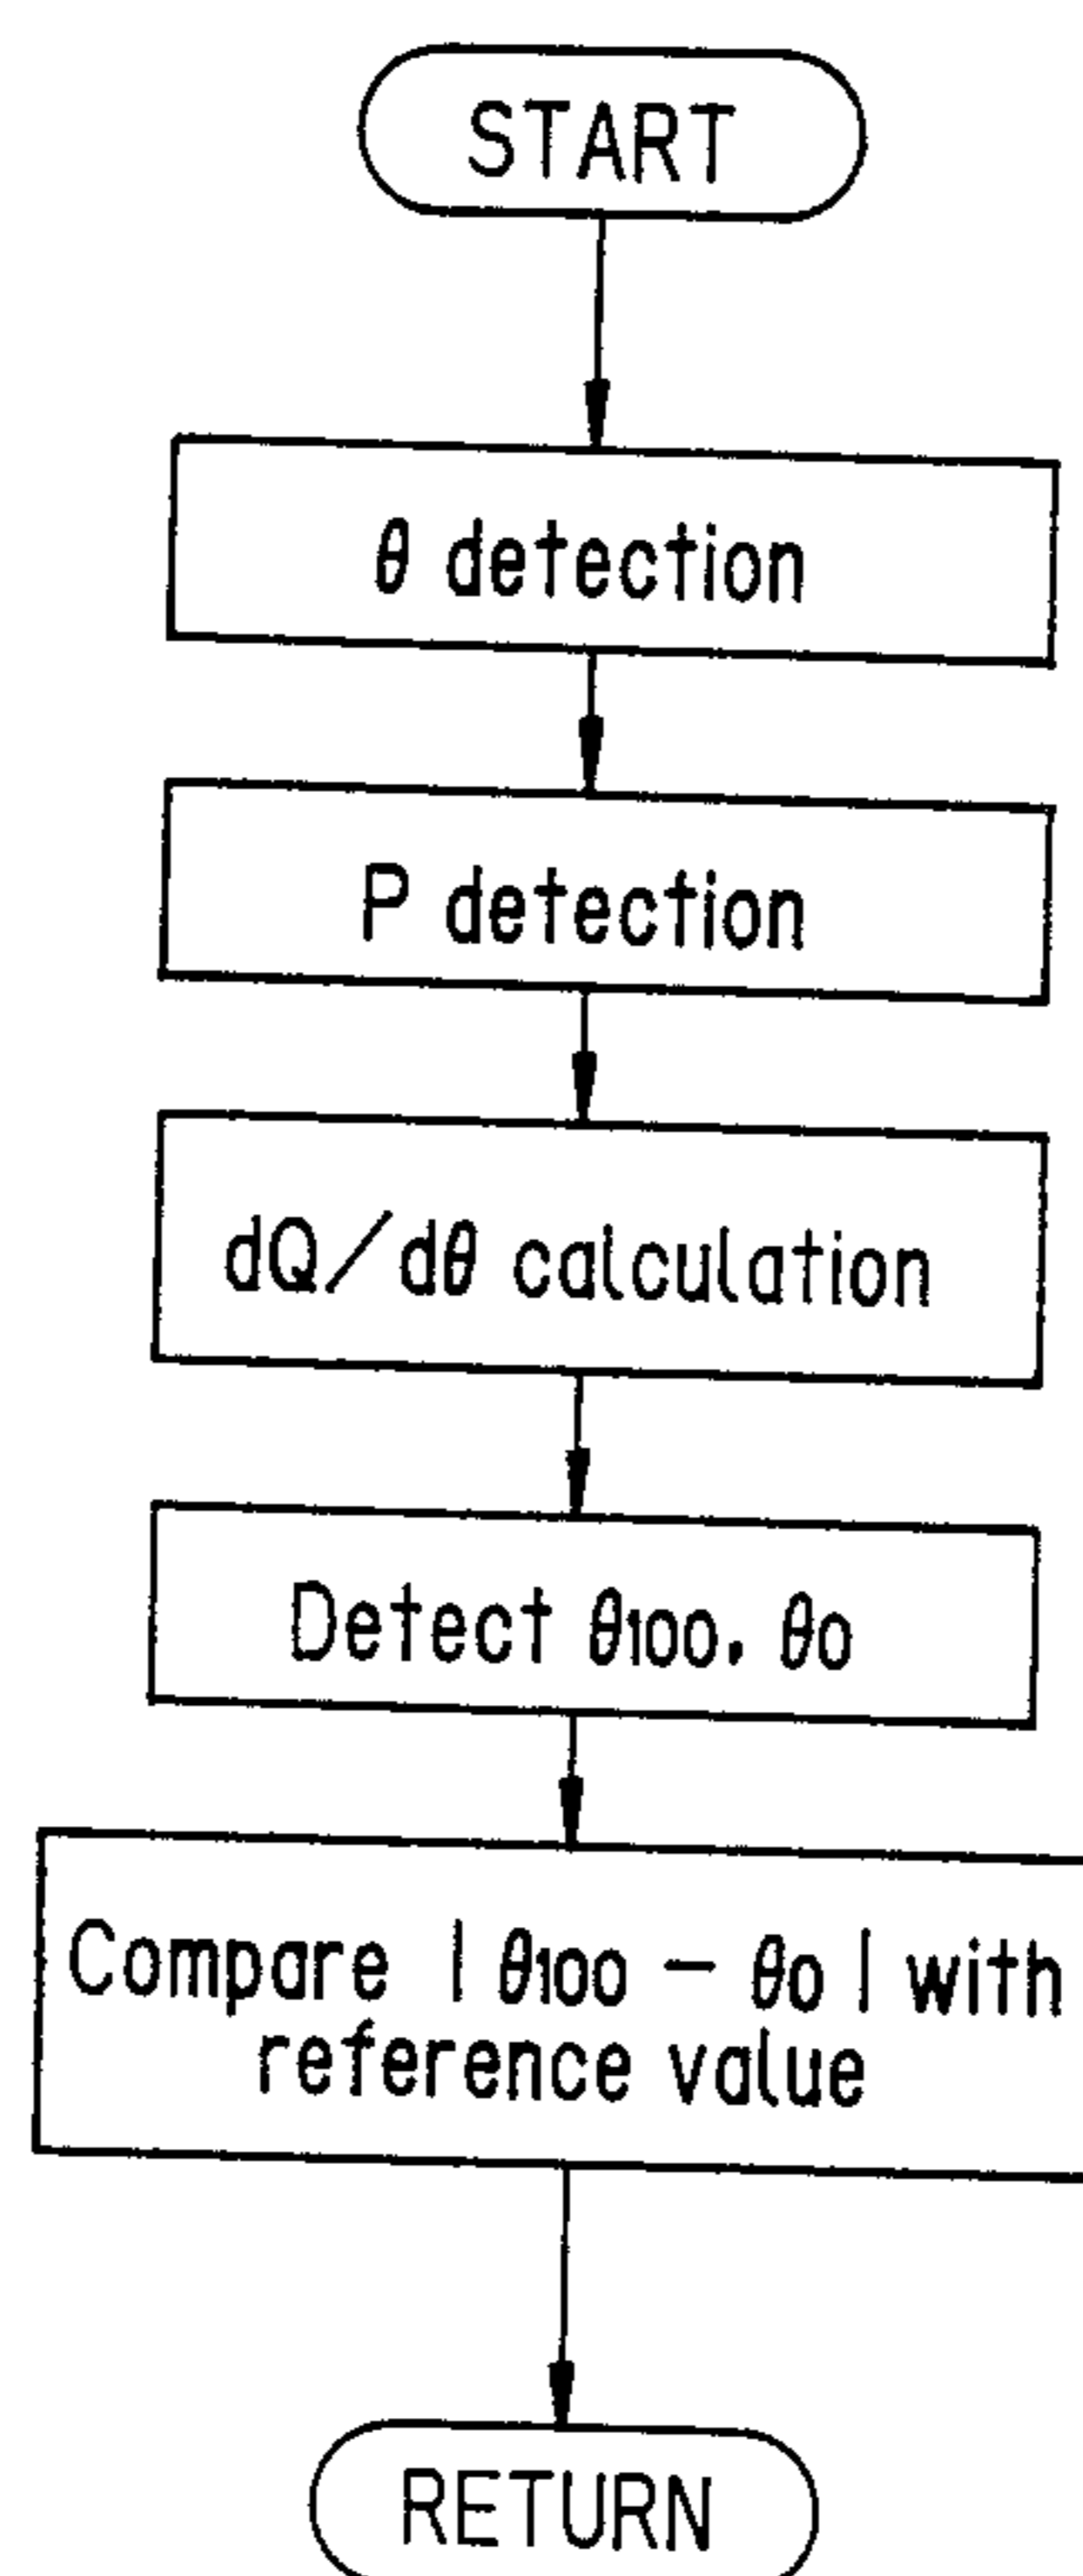 START
θ detection
P detection
dQ/dθ calculation
Detect θ100, θ0
Compare | θ100 - θ0 | with
reference value
RETURN